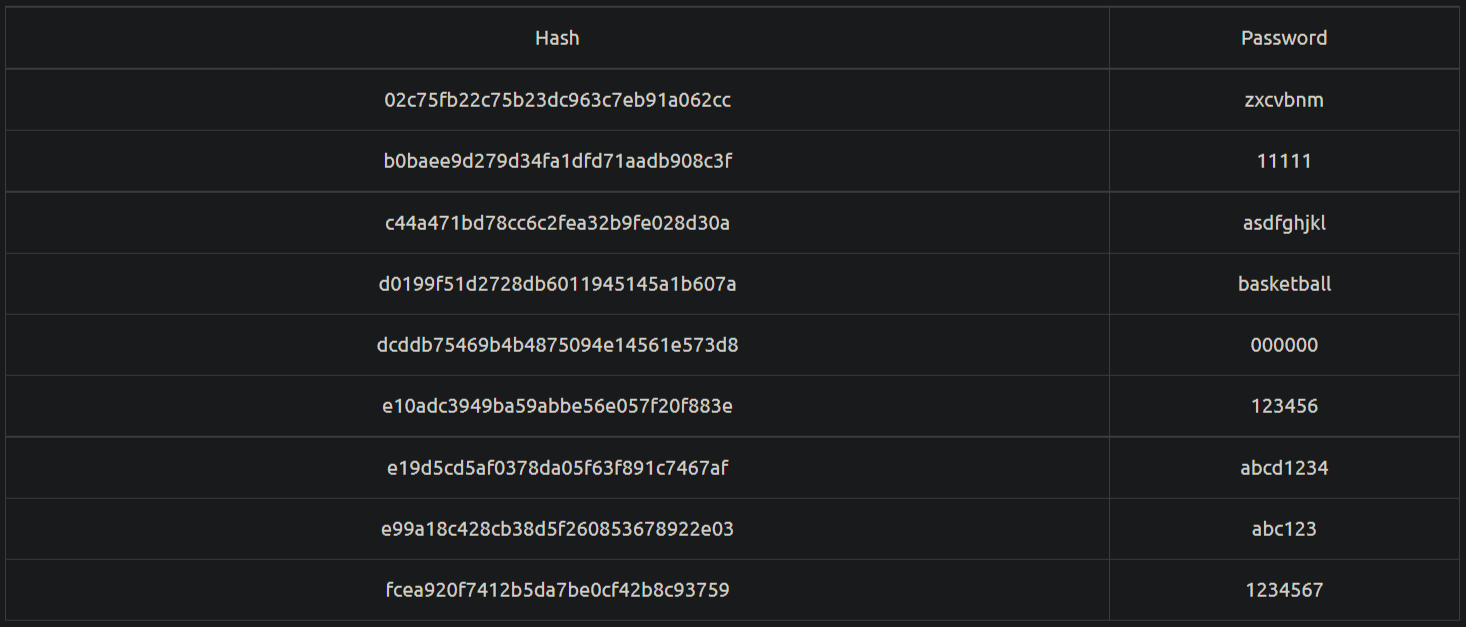 Hash Password
02c75fb22c75b23dc963c7eb91a062cc zxcvbnm
b0baee9d279d34fa1dfd71aadb908c3f 11111
c44a471bd78cc6c2fea32b9fe028d30a asdfghjkl
d0199f51d2728db6011945145a1b607a basketball
dcddb75469b4b4875094e14561e573d8 000000
e10adc3949ba59abbe56e057f20f883e 123456
e19d5cd5af0378da05f63f891c7467af abcd1234
e99a18c428cb38d5f260853678922e03 abc123
fcea920f7412b5da7be0cf42b8c93759 1234567